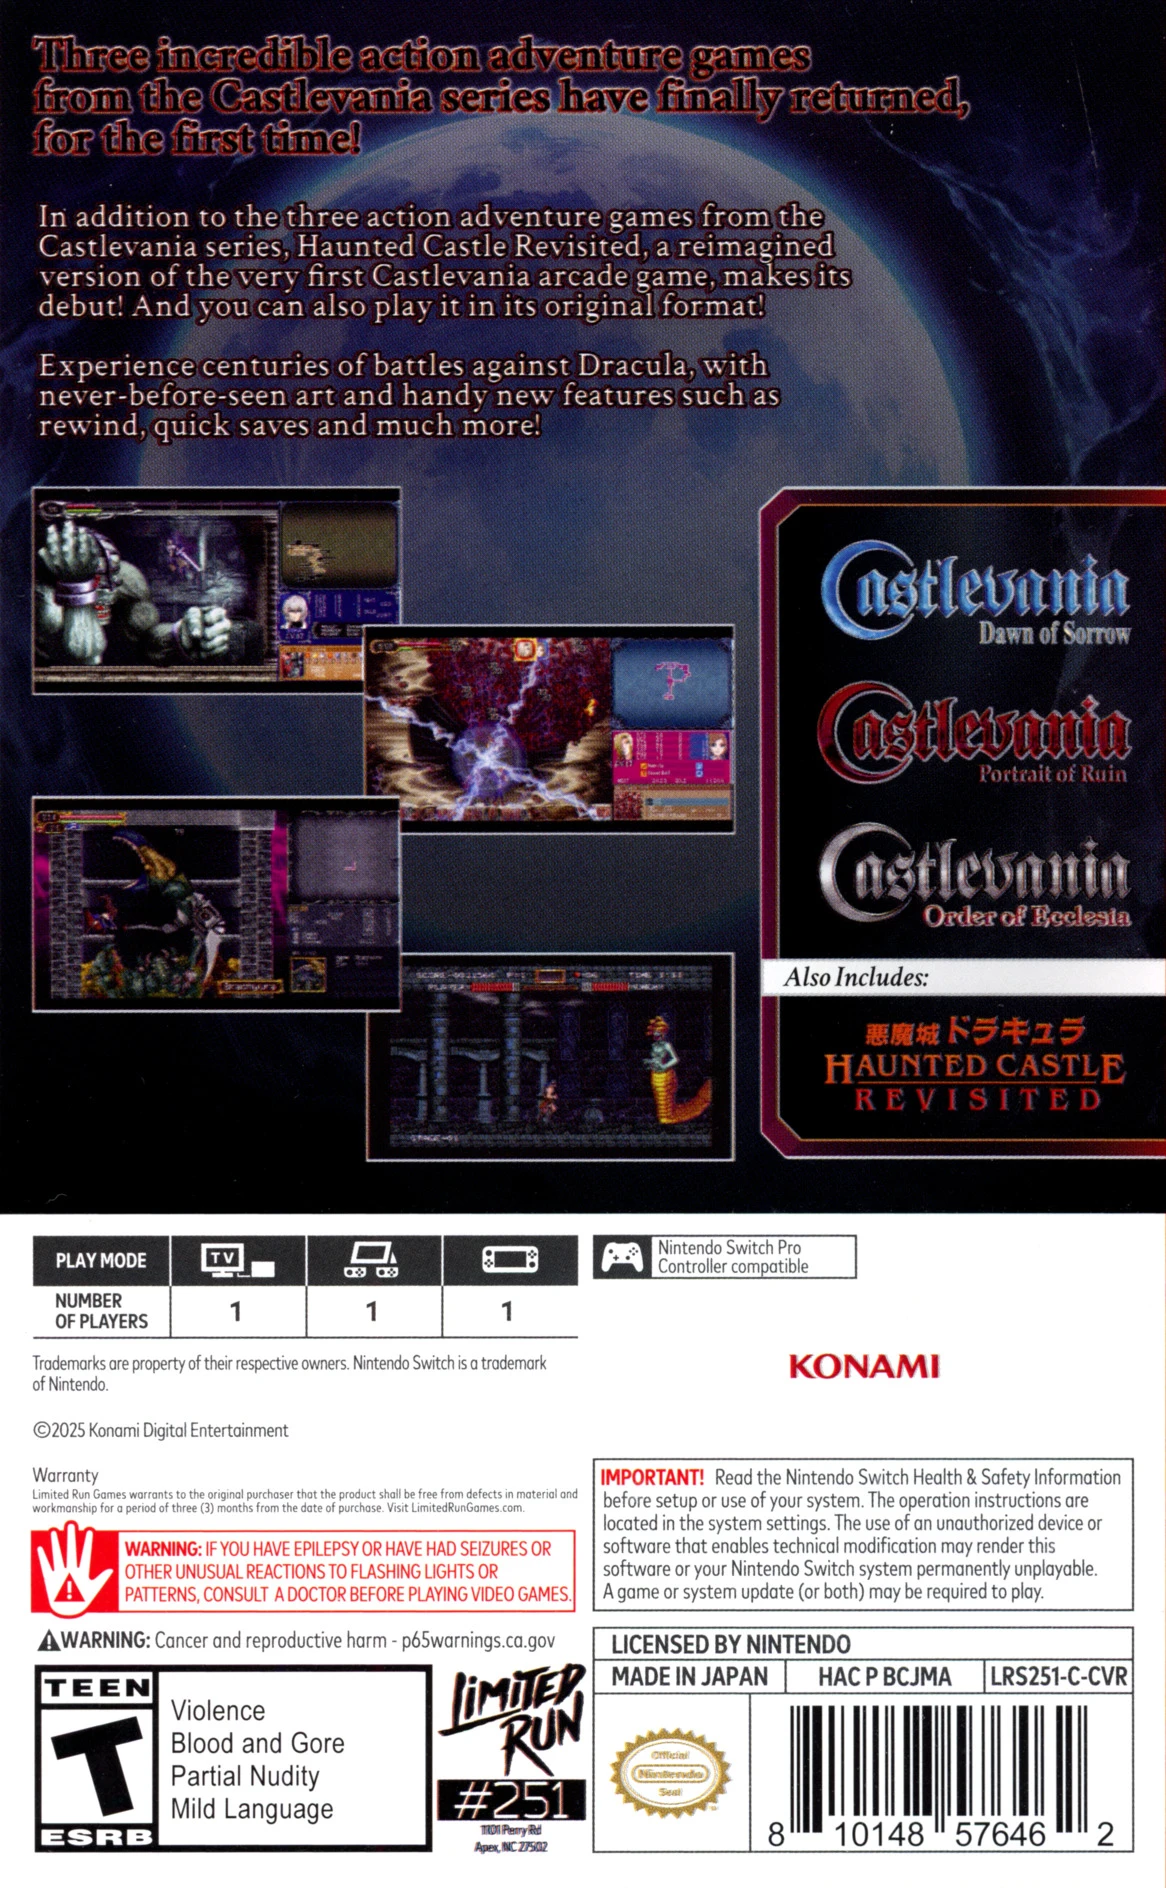 Three incredible action adventure games
from the Castlevania series have finally returned,
for the first time!
In addition to the three action adventure games from the
Castlevania series, Haunted Castle Revisited, a reimagined
version of the very first Castlevania arcade game, makes its
debut! And you can also play it in its original format!
Experience centuries of battles against Dracula, with
never-before-seen art and handy new features such as
rewind, quick saves and much more!
Castlevania
Dawn of Sorrow
Castlevania
Portrait of Ruin
Castlevania
Order of Ecclesia
Also Includes:
悪魔城ドラキュラ
HAUNTED CASTLE
REVISITED
Brachyura
PLAYER
STAGE
PLAY MODE
TV
NUMBER
OF PLAYERS
1 1 1
Nintendo Switch Pro
Controller compatible
Trademarks are property of their respective owners. Nintendo Switch is a trademark
of Nintendo.
KONAMI
©2025 Konami Digital Entertainment
Warranty
Limited Run Games warrants to the original purchaser that the product shall be free from defects in material and
workmanship for a period of three (3) months from the date of purchase. Visit LimitedRunGames.com.
WARNING: IF YOU HAVE EPILEPSY OR HAVE HAD SEIZURES OR
OTHER UNUSUAL REACTIONS TO FLASHING LIGHTS OR
PATTERNS, CONSULT A DOCTOR BEFORE PLAYING VIDEO GAMES.
IMPORTANT! Read the Nintendo Switch Health & Safety Information
before setup or use of your system. The operation instructions are
located in the system settings. The use of an unauthorized device or
software that enables technical modification may render this
software or your Nintendo Switch system permanently unplayable.
A game or system update (or both) may be required to play.
WARNING: Cancer and reproductive harm - p65warnings.ca.gov
TEEN
T
ESRB
Violence
Blood and Gore
Partial Nudity
Mild Language
LIMITED
RUN
#251
1101 Perry Rd
Apex, NC 27502
LICENSED BY NINTENDO
MADE IN JAPAN HAC P BCJMA LRS251-C-CVR
Official
Nintendo
Seal
8 10148 57646 2